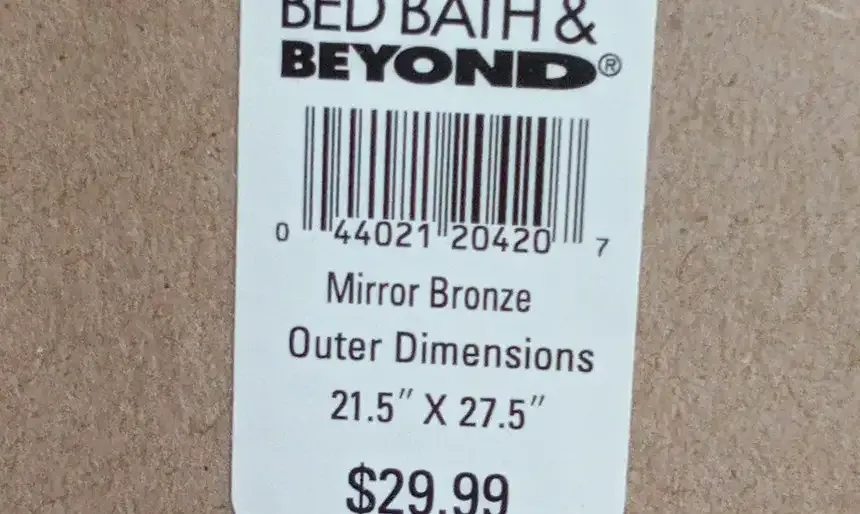 BED BATH &
BEYOND®
0 44021 20420 7
Mirror Bronze
Outer Dimensions
21.5" X 27.5"
$29.99